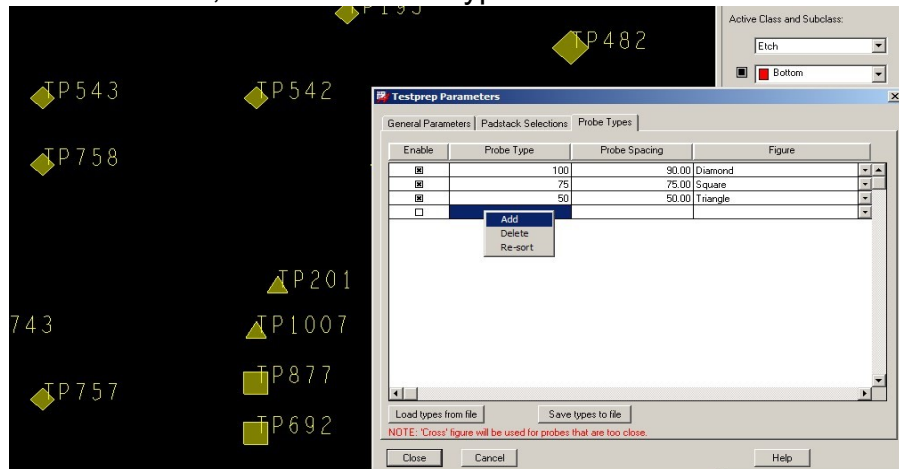 TP482
TP543
TP542
TP758
TP201
743
TP1007
TP877
TP757
TP692
Active Class and Subclass:
Etch
Bottom
Testprep Parameters
General Parameters Padstack Selections Probe Types
Enable Probe Type Probe Spacing Figure
100 90.00 Diamond
75 75.00 Square
50 50.00 Triangle
Add
Delete
Re-sort
Load types from file Save types to file
NOTE: 'Cross' figure will be used for probes that are too close.
Close Cancel Help